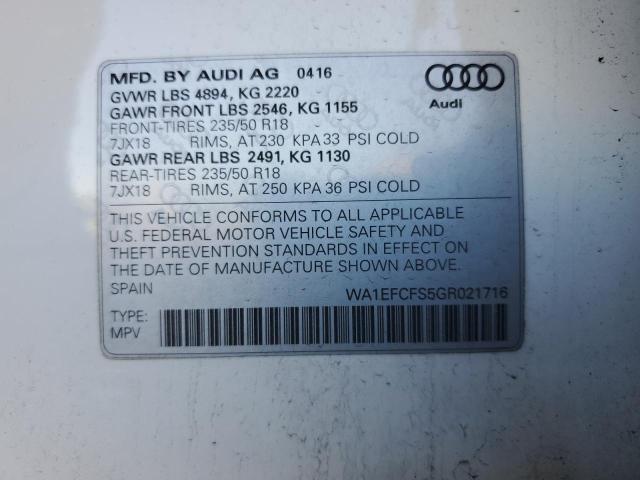 MFD. BY AUDI AG 0416
GVWR LBS 4894, KG 2220
GAWR FRONT LBS 2546, KG 1155
FRONT-TIRES 235/50 R18
7JX18 RIMS, AT 230 KPA 33 PSI COLD
GAWR REAR LBS 2491, KG 1130
REAR-TIRES 235/50 R18
7JX18 RIMS, AT 250 KPA 36 PSI COLD
Audi
THIS VEHICLE CONFORMS TO ALL APPLICABLE
U.S. FEDERAL MOTOR VEHICLE SAFETY AND
THEFT PREVENTION STANDARDS IN EFFECT ON
THE DATE OF MANUFACTURE SHOWN ABOVE.
SPAIN WA1EFCFS5GR021716
TYPE:
MPV